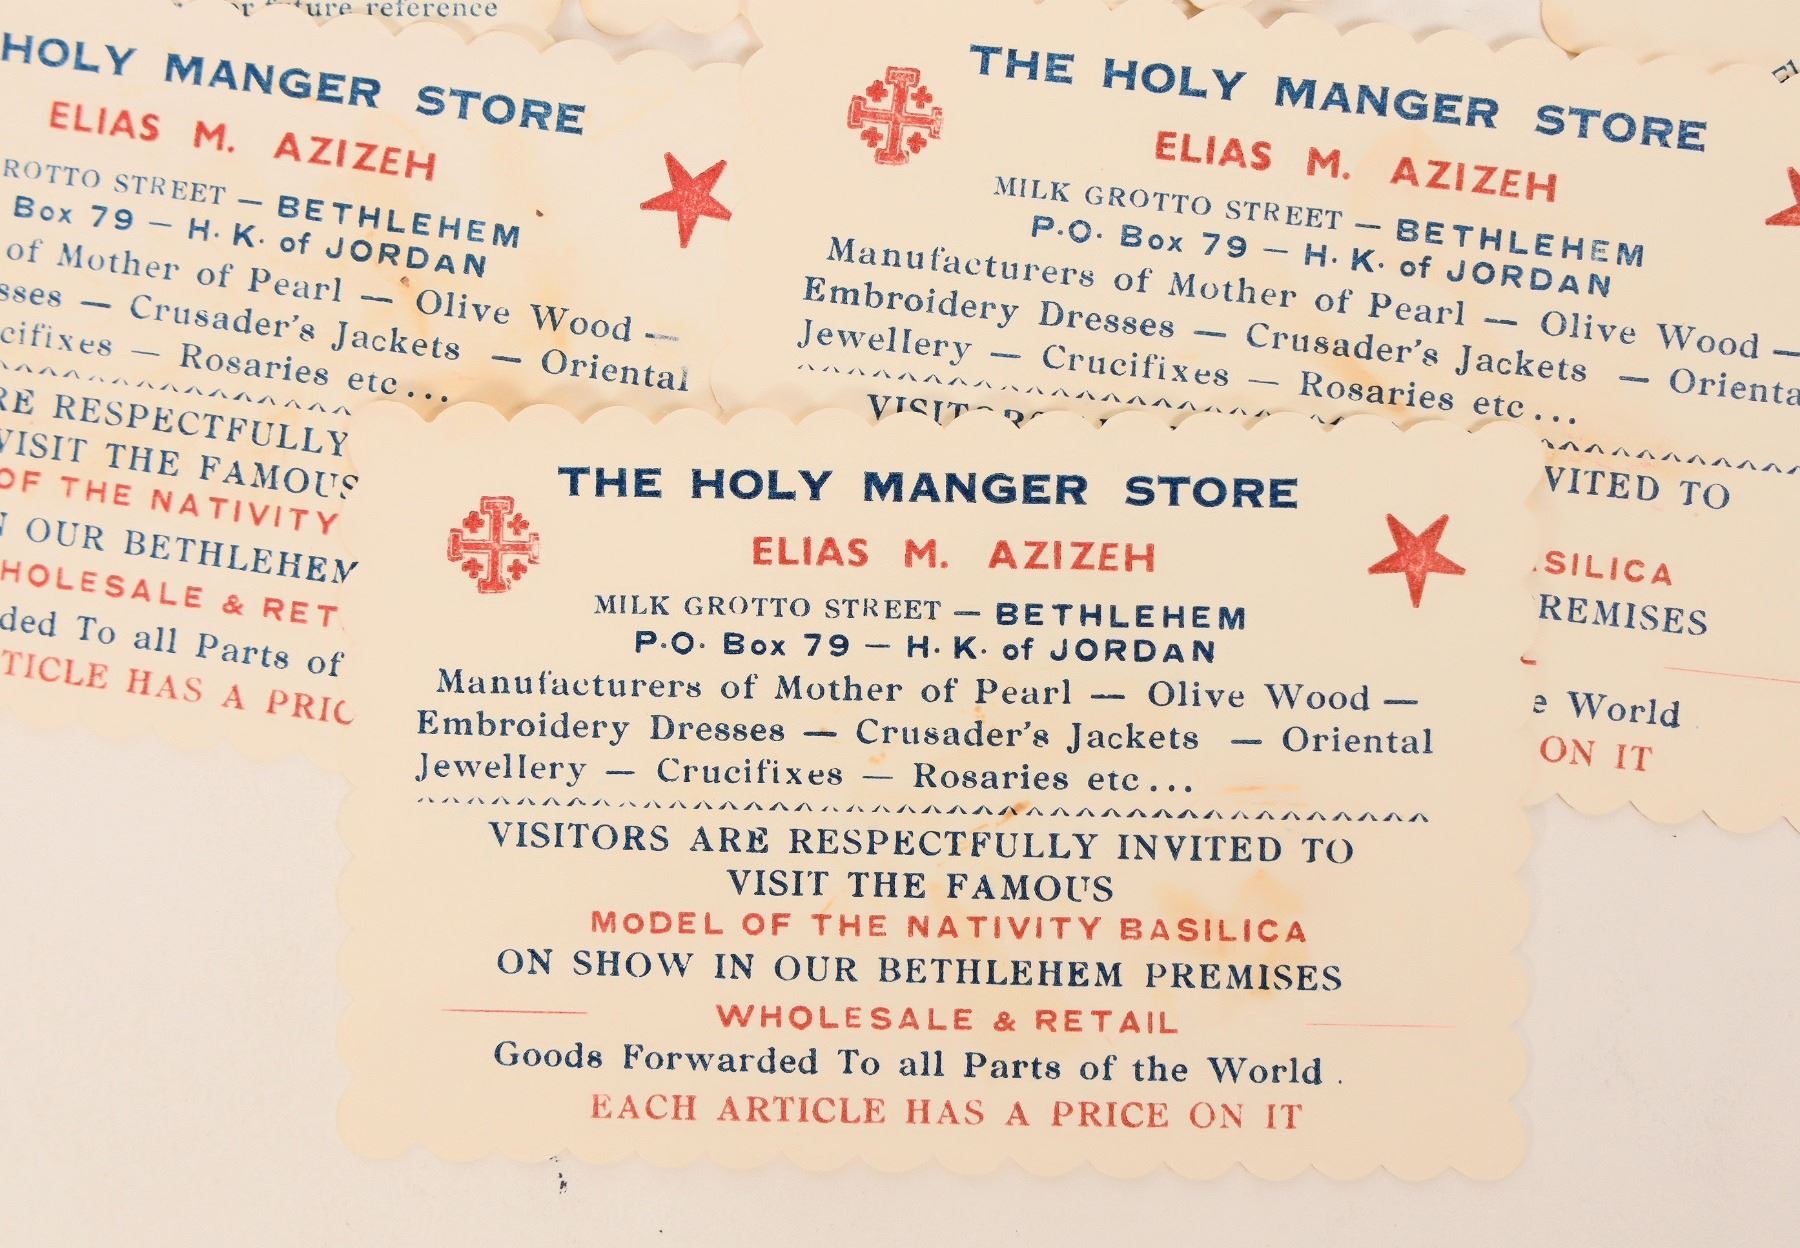 r future reference
HOLY MANGER STORE
ELIAS M. AZIZEH
ROTTO STREET — BETHLEHEM
Box 79 — H. K. of JORDAN
of Mother of Pearl — Olive Wood —
sses — Crusader's Jackets — Oriental
cifixes — Rosaries etc...
RE RESPECTFULLY
VISIT THE FAMOUS
OF THE NATIVITY
N OUR BETHLEHEM
HOLESALE & RET
ded To all Parts of
TICLE HAS A PRIC
THE HOLY MANGER STORE
ELIAS M. AZIZEH
MILK GROTTO STREET — BETHLEHEM
P.O. Box 79 — H. K. of JORDAN
Manufacturers of Mother of Pearl — Olive Wood —
Embroidery Dresses — Crusader's Jackets — Orienta
Jewellery — Crucifixes — Rosaries etc...
VISITORS
VITED TO
SILICA
REMISES
e World
ON IT
THE HOLY MANGER STORE
ELIAS M. AZIZEH
MILK GROTTO STREET — BETHLEHEM
P.O. Box 79 — H. K. of JORDAN
Manufacturers of Mother of Pearl — Olive Wood —
Embroidery Dresses — Crusader's Jackets — Oriental
Jewellery — Crucifixes — Rosaries etc...
VISITORS ARE RESPECTFULLY INVITED TO
VISIT THE FAMOUS
MODEL OF THE NATIVITY BASILICA
ON SHOW IN OUR BETHLEHEM PREMISES
WHOLESALE & RETAIL
Goods Forwarded To all Parts of the World .
EACH ARTICLE HAS A PRICE ON IT